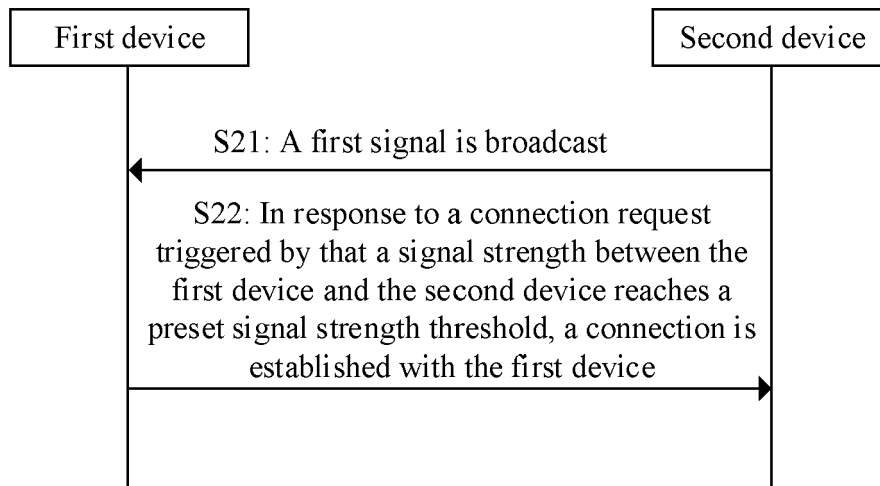 First device
Second device
S21: A first signal is broadcast
S22: In response to a connection request
triggered by that a signal strength between the
first device and the second device reaches a
preset signal strength threshold, a connection is
established with the first device